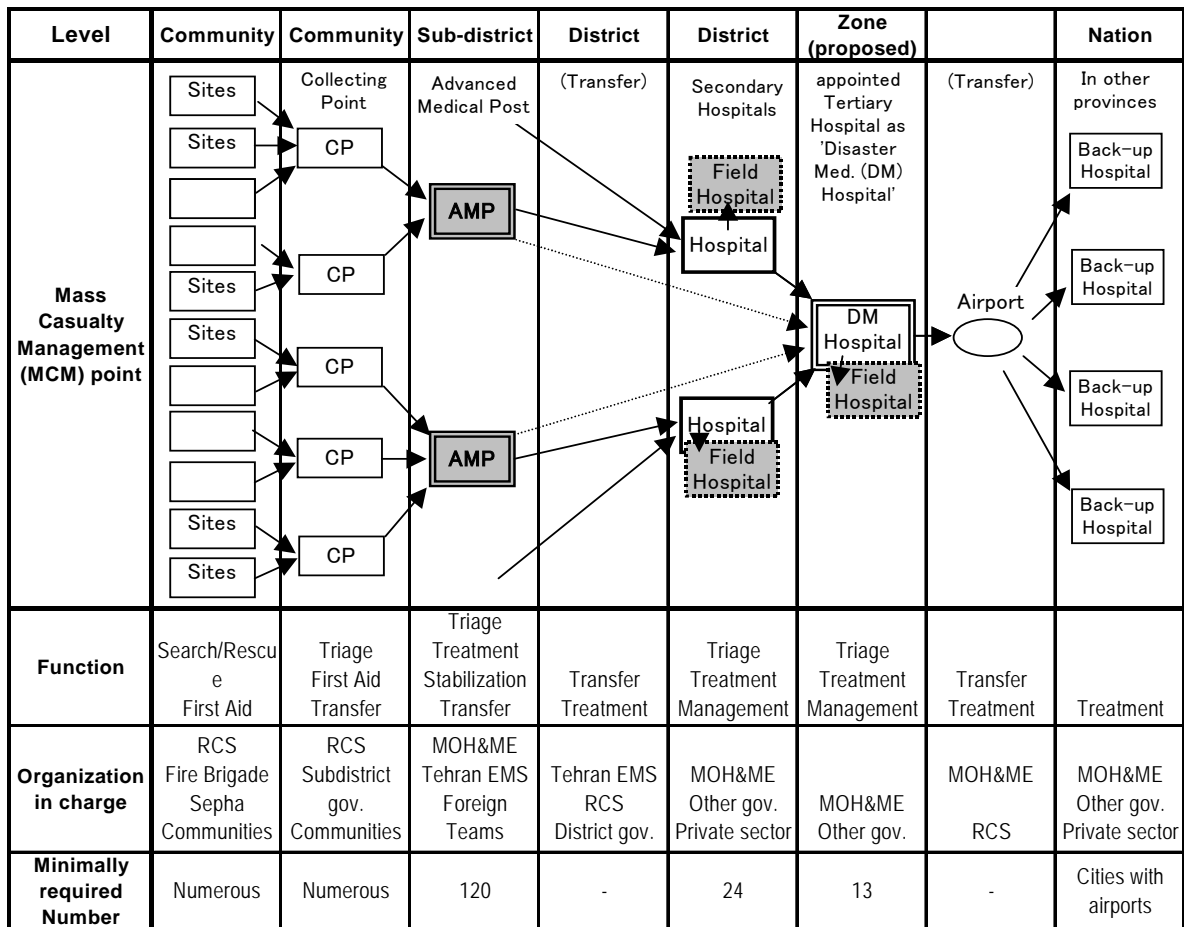 Level
Community
Community
Sub-district
District
District
Zone
(proposed)
Nation
Mass
Casualty
Management
(MCM) point
Sites
Sites
Sites
Sites
Sites
Sites
Collecting
Point
CP
CP
CP
CP
CP
Advanced
Medical Post
AMP
AMP
(Transfer)
Secondary
Hospitals
Field
Hospital
Hospital
Hospital
Field
Hospital
appointed
Tertiary
Hospital as
'Disaster
Med. (DM)
Hospital'
DM
Hospital
Field
Hospital
(Transfer)
Airport
In other
provinces
Back-up
Hospital
Back-up
Hospital
Back-up
Hospital
Back-up
Hospital
Function
Search/Rescu
e
First Aid
Triage
First Aid
Transfer
Triage
Treatment
Stabilization
Transfer
Transfer
Treatment
Triage
Treatment
Management
Triage
Treatment
Management
Transfer
Treatment
Treatment
Organization
in charge
RCS
Fire Brigade
Sepha
Communities
RCS
Subdistrict
gov.
Communities
MOH&ME
Tehran EMS
Foreign
Teams
Tehran EMS
RCS
District gov.
MOH&ME
Other gov.
Private sector
MOH&ME
Other gov.
MOH&ME
RCS
MOH&ME
Other gov.
Private sector
Minimally
required
Number
Numerous
Numerous
120
-
24
13
-
Cities with
airports